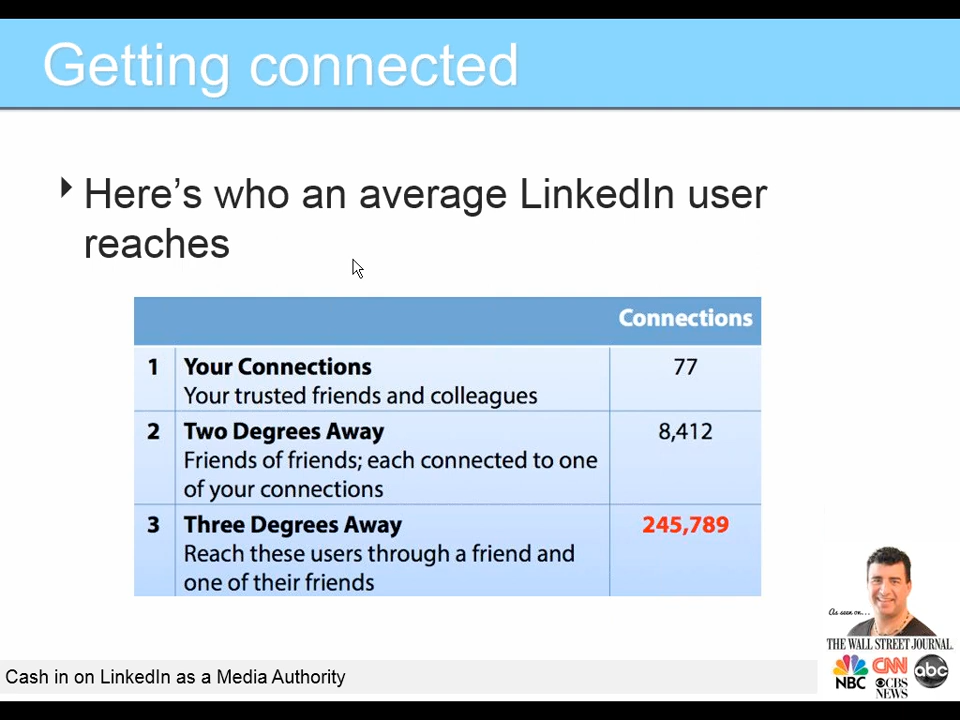 Getting connected
Here's who an average LinkedIn user
reaches
Connections
1 Your Connections 77
Your trusted friends and colleagues
2 Two Degrees Away 8,412
Friends of friends; each connected to one
of your connections
3 Three Degrees Away 245,789
Reach these users through a friend and
one of their friends
As seen on...
THE WALL STREET JOURNAL.
NBC CNN abc
CBS
NEWS
Cash in on LinkedIn as a Media Authority